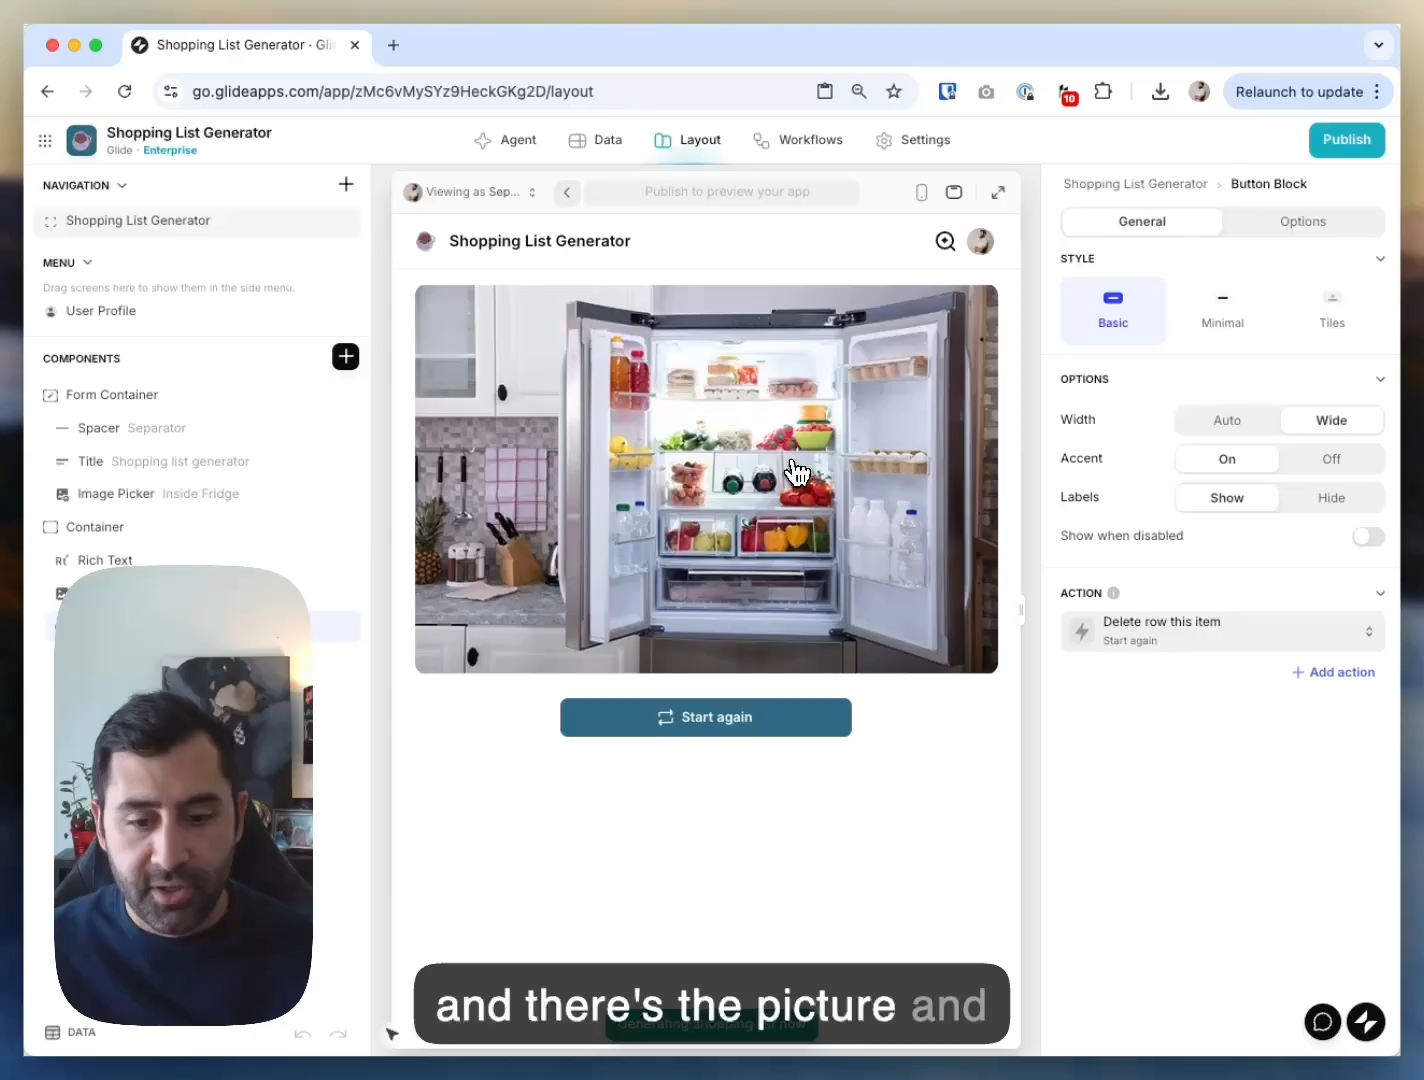 Shopping List Generator · Gli
go.glideapps.com/app/zMc6vMySYz9HeckGKg2D/layout
10
Relaunch to update
Shopping List Generator
Glide · Enterprise
Agent
Data
Layout
Workflows
Settings
Publish
NAVIGATION
Shopping List Generator
MENU
Drag screens here to show them in the side menu.
User Profile
COMPONENTS
Form Container
Spacer Separator
Title Shopping list generator
Image Picker Inside Fridge
Container
Rich Text
DATA
Viewing as Sep...
Publish to preview your app
Shopping List Generator
Start again
and there's the picture and
Shopping List Generator › Button Block
General
Options
STYLE
Basic
Minimal
Tiles
OPTIONS
Width
Auto
Wide
Accent
On
Off
Labels
Show
Hide
Show when disabled
ACTION
Delete row this item
Start again
+ Add action